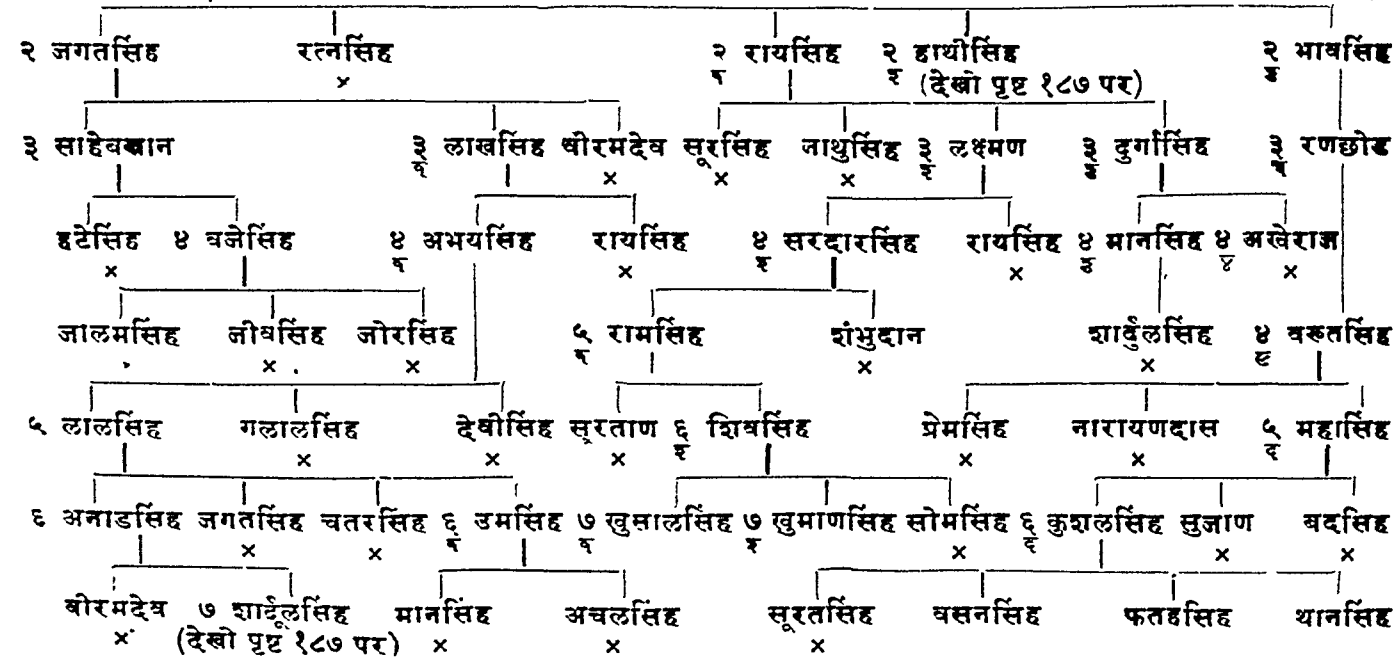 २ जगतसिंह रत्नसिंह २ रायसिंह २ हाथीसिंह २ भावसिंह
× (देखो पृष्ट १८७ पर)
३ साहेबखान ३ लाखसिंह वीरमदेव सूरसिंह नाथुसिंह ३ लक्ष्मण ३ दुर्गासिंह ३ रणछोड
× × ×
हटेसिंह ४ वजेसिंह ४ अभयसिंह रायसिंह ४ सरदारसिंह रायसिंह ४ मानसिंह ४ अखेराज
× × × ×
जालमसिंह जीवसिंह जोरसिंह ५ रामसिंह शंभुदान शार्दुलसिंह ४ वख्तसिंह
× × × ×
५ लालसिंह गलालसिंह देवीसिंह सूरताण ६ शिवसिंह प्रेमसिंह नारायणदास ५ महासिंह
× × × × ×
६ अनाडसिंह जगतसिंह चतरसिंह ६ उमसिंह ७ खुसालसिंह ७ खुमाणसिंह सोमसिंह ६ कुशलसिंह सुजाण बदसिंह
× × × × ×
वीरमदेव ७ शार्दूलसिंह मानसिंह अचलसिंह सूरतसिंह वसनसिंह फतहसिंह थानसिंह
× (देखो पृष्ट १८७ पर) × × ×